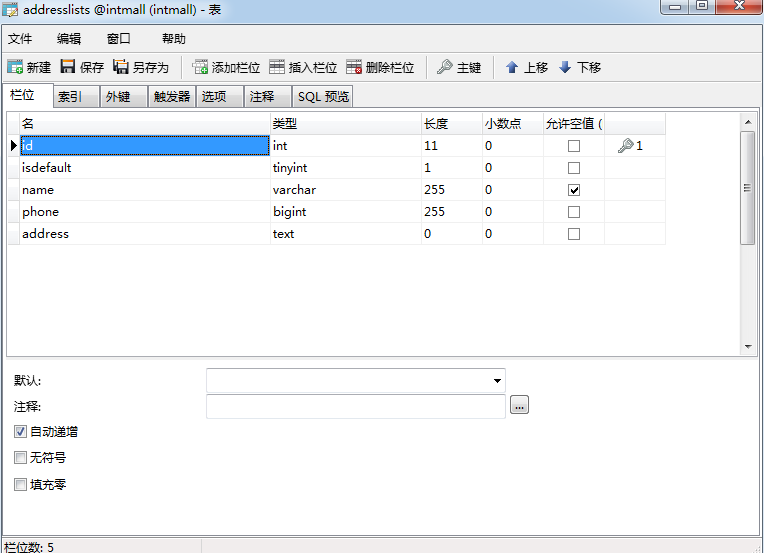 addresslists @intmall (intmall) - 表
文件 编辑 窗口 帮助
新建 保存 另存为 添加栏位 插入栏位 删除栏位 主键 上移 下移
栏位 索引 外键 触发器 选项 注释 SQL 预览
名 类型 长度 小数点 允许空值 (
id int 11 0 1
isdefault tinyint 1 0
name varchar 255 0
phone bigint 255 0
address text 0 0
默认:
注释:
...
自动递增
无符号
填充零
栏位数: 5